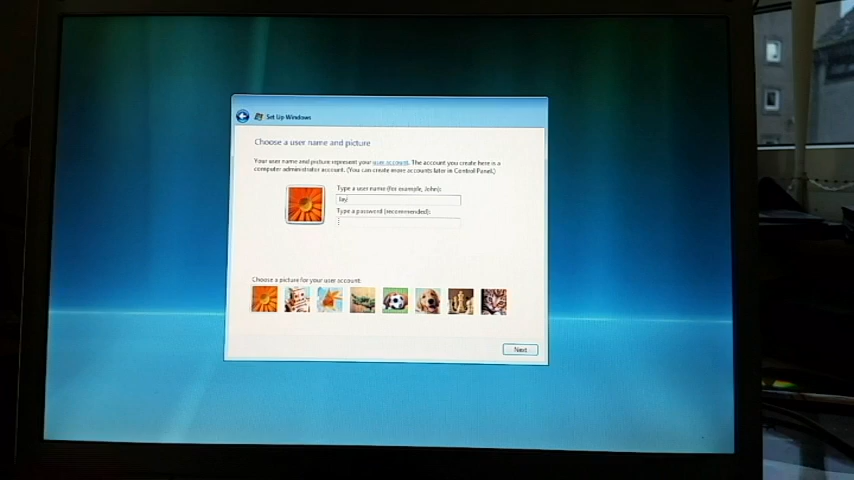 Set Up Windows
Choose a user name and picture
Your user name and picture represent your user account. The account you create here is a
computer administrator account. (You can create more accounts later in Control Panel.)
Type a user name (for example, John):
Type a password (recommended):
Choose a picture for your user account:
Next